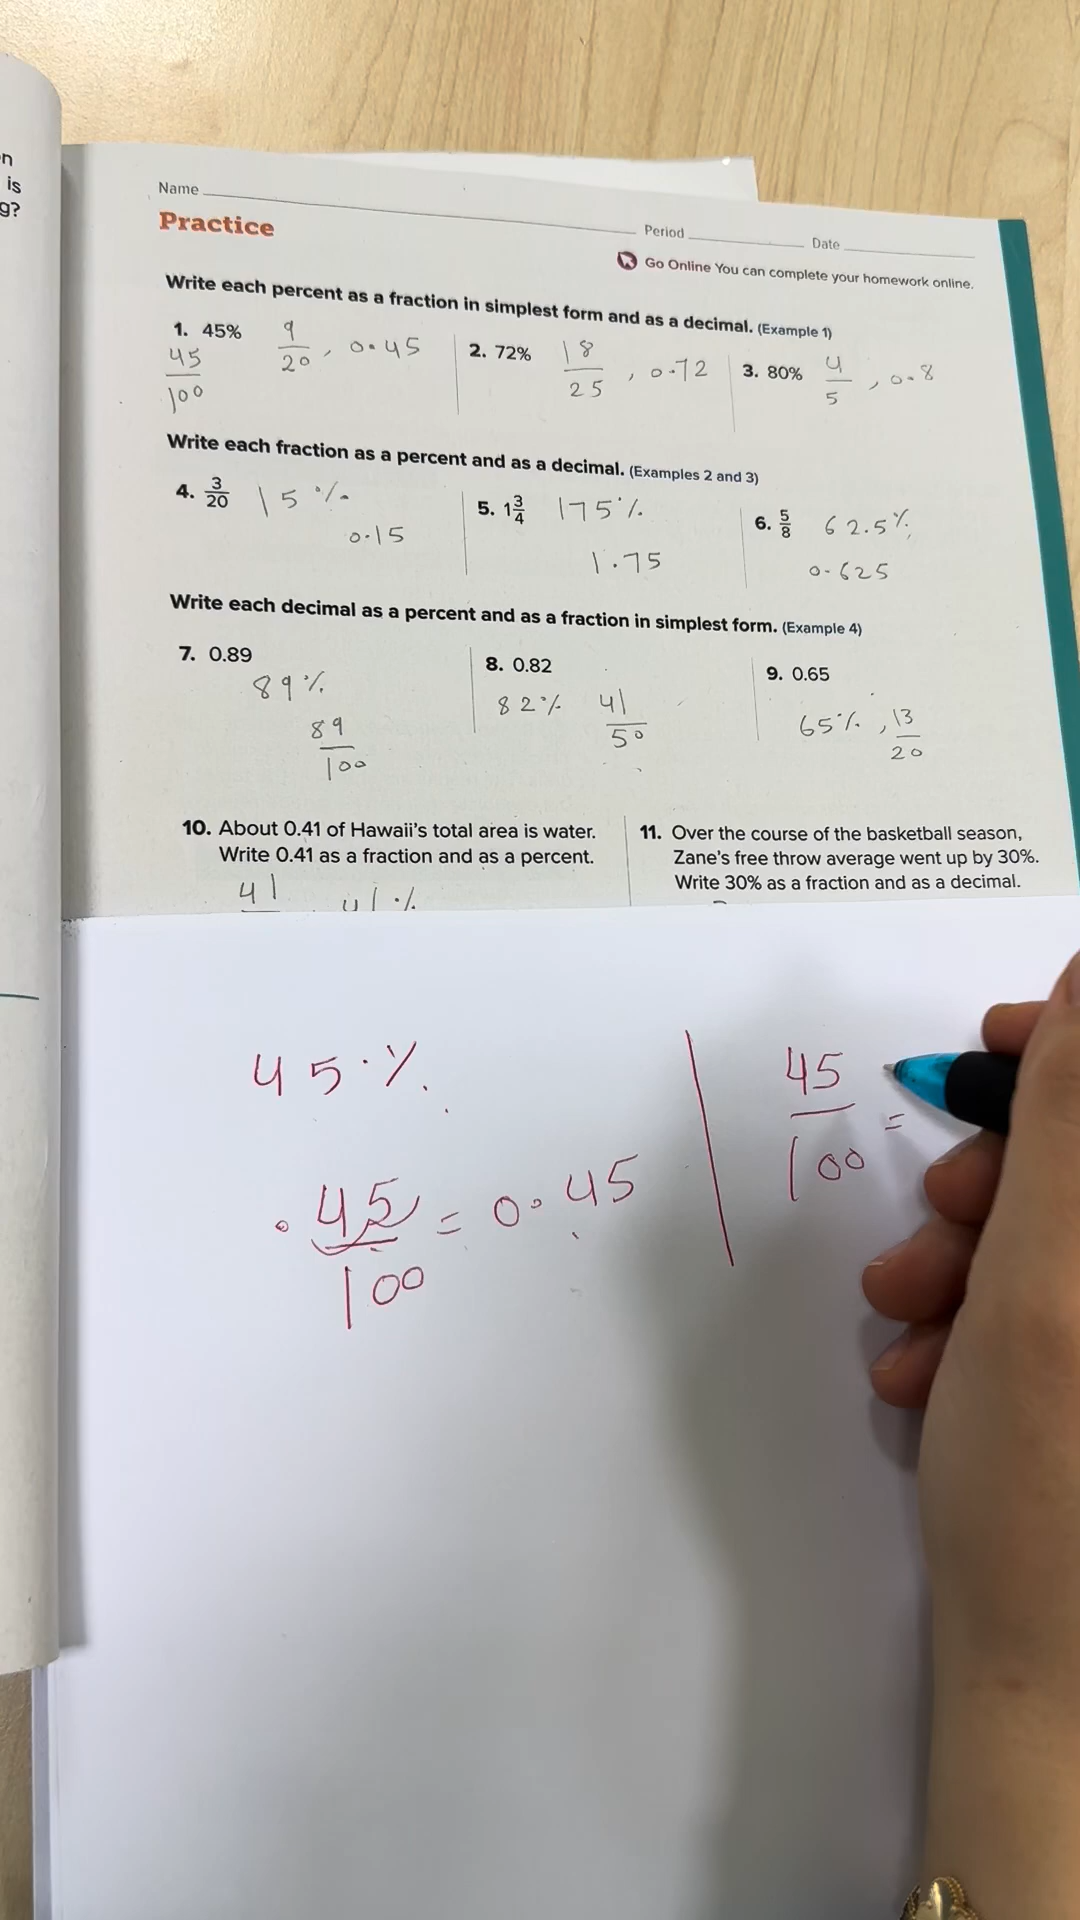 n
is
g?
Name
Practice
Period
Date
Go Online You can complete your homework online.
Write each percent as a fraction in simplest form and as a decimal. (Example 1)
1. 45%
45/100
9/20, 0.45
2. 72%
18/25, 0.72
3. 80%
4/5, 0.8
Write each fraction as a percent and as a decimal. (Examples 2 and 3)
4. 3/20
15%
0.15
5. 1 3/4
175%
1.75
6. 5/8
62.5%
0.625
Write each decimal as a percent and as a fraction in simplest form. (Example 4)
7. 0.89
89%
89/100
8. 0.82
82% 41/50
9. 0.65
65%, 13/20
10. About 0.41 of Hawaii's total area is water.
Write 0.41 as a fraction and as a percent.
41
41%
11. Over the course of the basketball season,
Zane's free throw average went up by 30%.
Write 30% as a fraction and as a decimal.
45%
.45/100 = 0.45
45/100 =